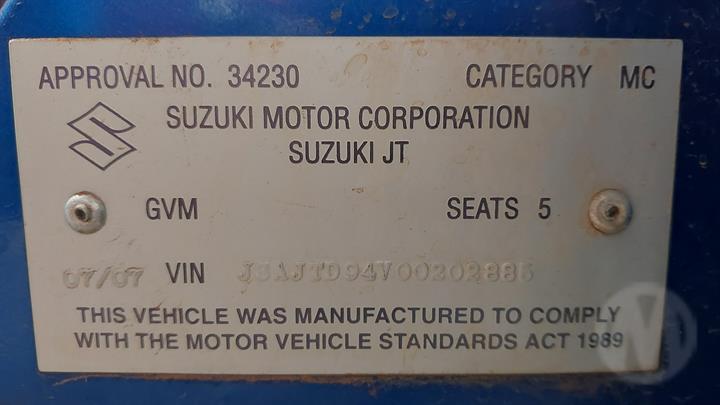 APPROVAL NO. 34230 CATEGORY MC
SUZUKI MOTOR CORPORATION
SUZUKI JT
GVM SEATS 5
07/07 VIN JSAJTD94V00202885
THIS VEHICLE WAS MANUFACTURED TO COMPLY
WITH THE MOTOR VEHICLE STANDARDS ACT 1989